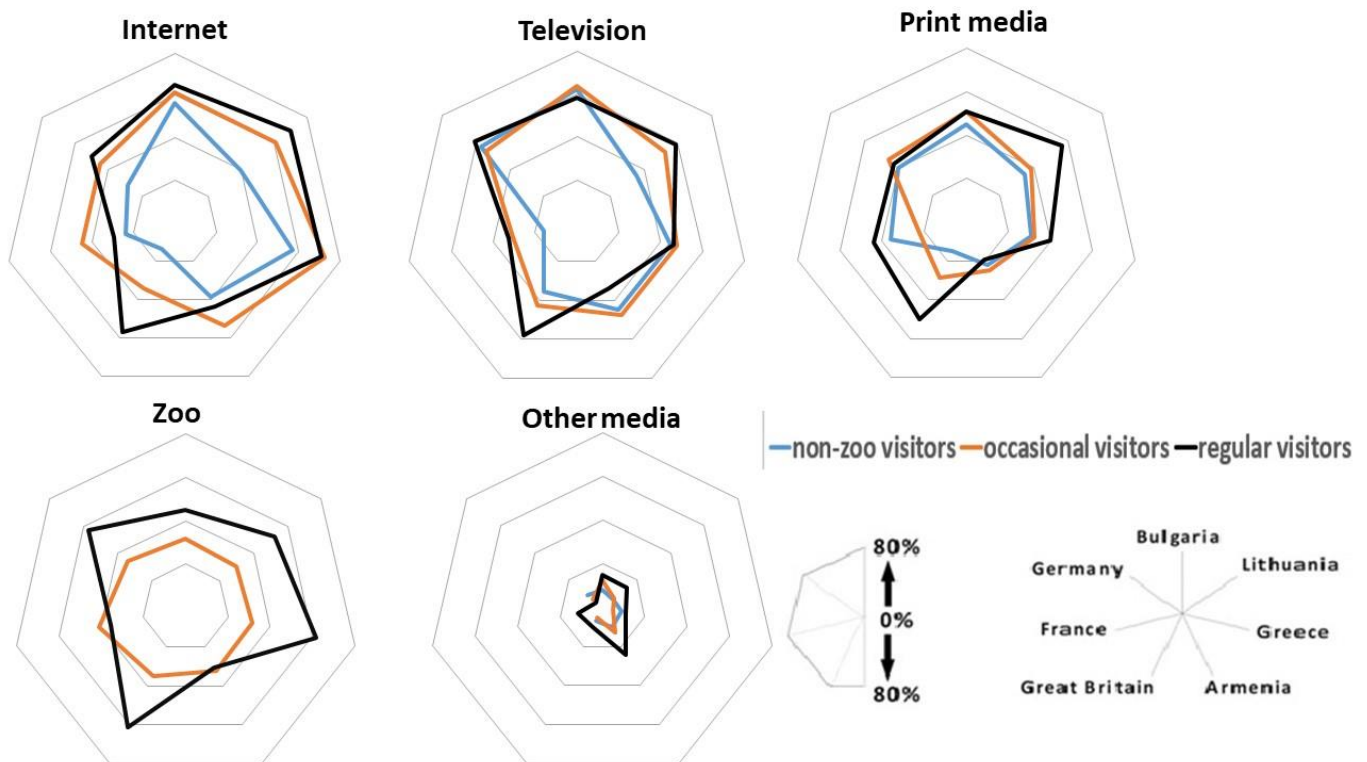 Internet
Television
Print media
Zoo
Other media
non-zoo visitors occasional visitors regular visitors
80%
0%
80%
Bulgaria
Germany
Lithuania
France
Greece
Great Britain
Armenia